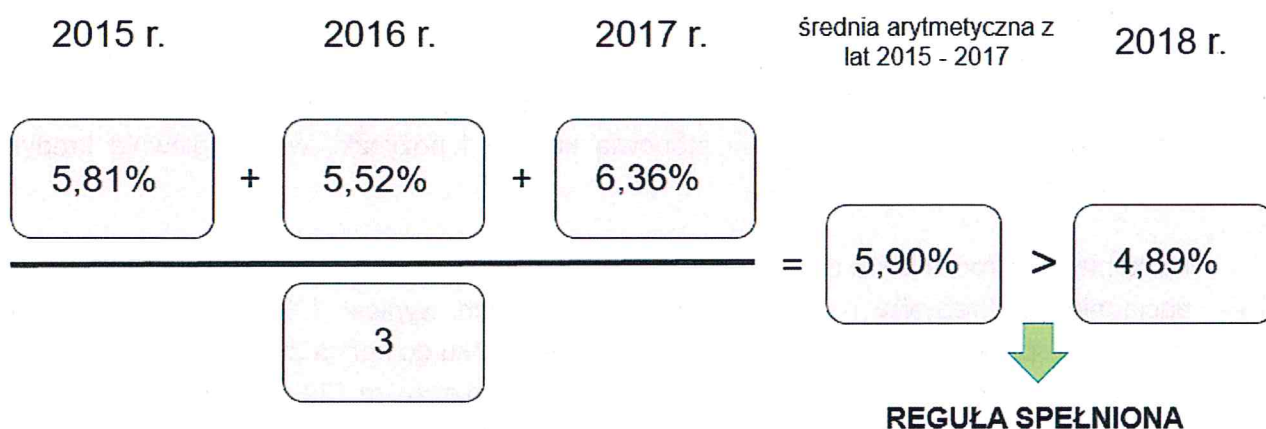 2015 r. 2016 r. 2017 r. średnia arytmetyczna z lat 2015 - 2017 2018 r.
5,81% + 5,52% + 6,36%
= 5,90% > 4,89%
3
REGUŁA SPEŁNIONA